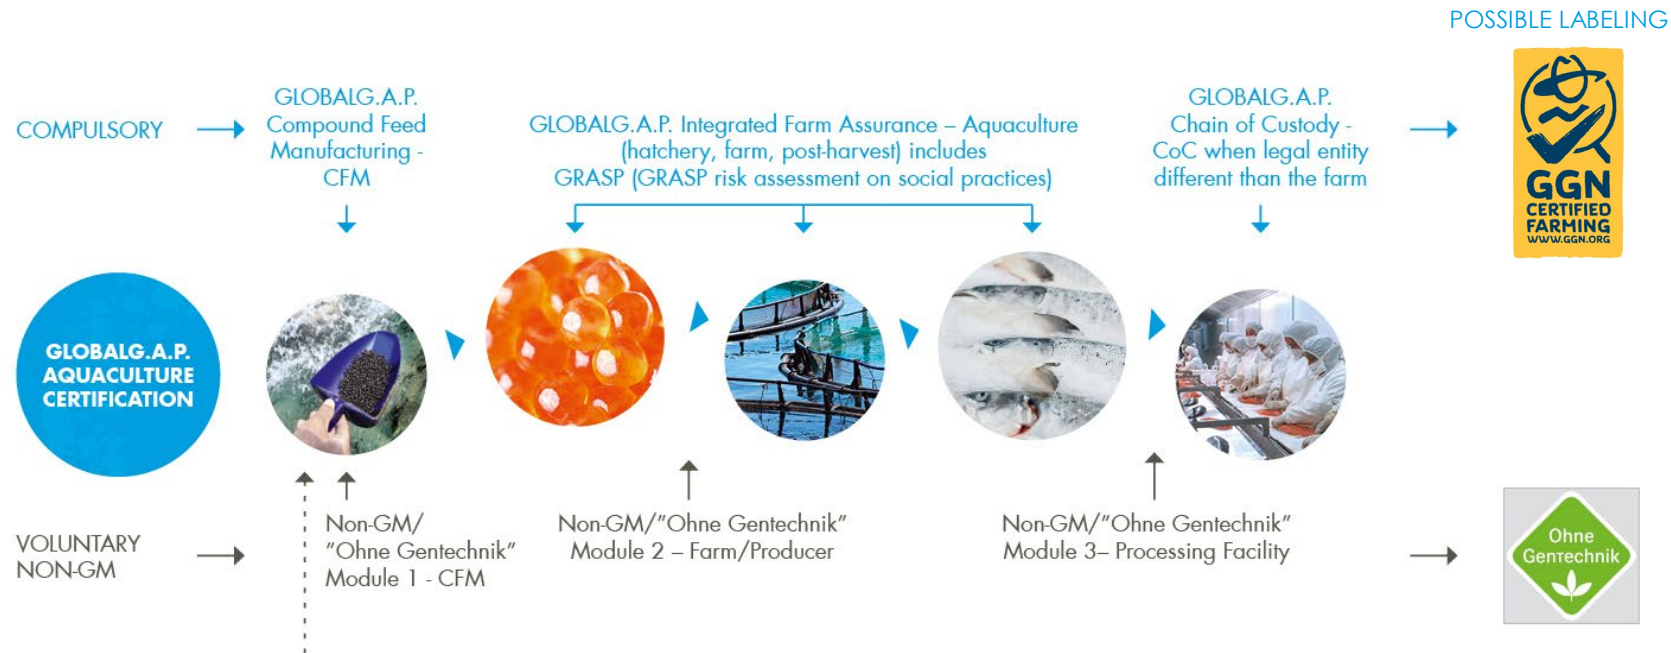 POSSIBLE LABELING
COMPULSORY
GLOBALG.A.P.
Compound Feed
Manufacturing -
CFM
GLOBALG.A.P. Integrated Farm Assurance – Aquaculture
(hatchery, farm, post-harvest) includes
GRASP (GRASP risk assessment on social practices)
GLOBALG.A.P.
Chain of Custody -
CoC when legal entity
different than the farm
GGN
CERTIFIED
FARMING
WWW.GGN.ORG
GLOBALG.A.P.
AQUACULTURE
CERTIFICATION
VOLUNTARY
NON-GM
Non-GM/
"Ohne Gentechnik"
Module 1 - CFM
Non-GM/"Ohne Gentechnik"
Module 2 – Farm/Producer
Non-GM/"Ohne Gentechnik"
Module 3– Processing Facility
Ohne
GenTechnik